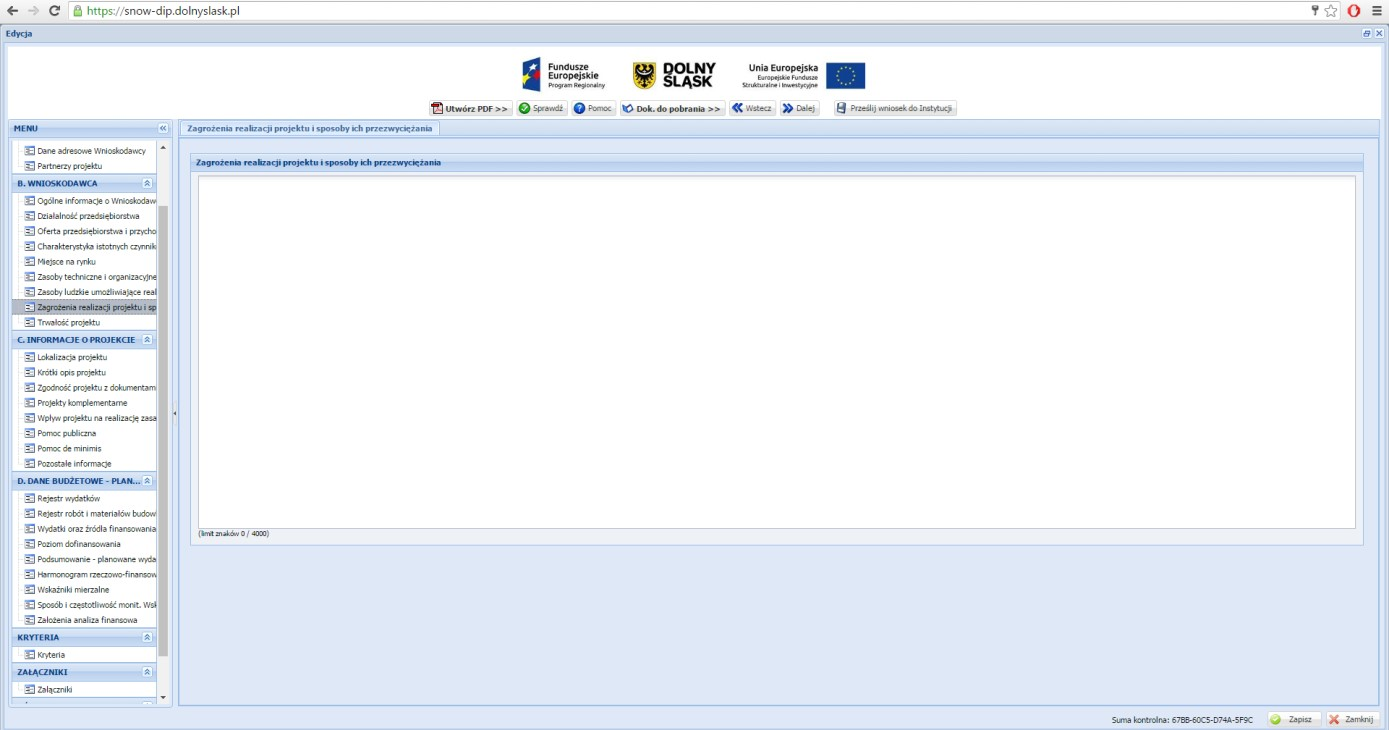 https://snow-dip.dolnyslask.pl
Edycja
Fundusze
Europejskie
Program Regionalny
DOLNY
ŚLĄSK
Unia Europejska
Europejskie Fundusze
Strukturalne i Inwestycyjne
Utwórz PDF >> Sprawdź Pomoc Dok. do pobrania >> Wstecz Dalej Prześlij wniosek do Instytucji
MENU
Dane adresowe Wnioskodawcy
Partnerzy projektu
B. WNIOSKODAWCA
Ogólne informacje o Wnioskodaw
Działalność przedsiębiorstwa
Oferta przedsiębiorstwa i przycho
Charakterystyka istotnych czynnik
Miejsce na rynku
Zasoby techniczne i organizacyjne
Zasoby ludzkie umożliwiające real
Zagrożenia realizacji projektu i sp
Trwałość projektu
C. INFORMACJE O PROJEKCIE
Lokalizacja projektu
Krótki opis projektu
Zgodność projektu z dokumentam
Projekty komplementarne
Wpływ projektu na realizację zasa
Pomoc publiczna
Pomoc de minimis
Pozostałe informacje
D. DANE BUDŻETOWE - PLAN...
Rejestr wydatków
Rejestr robót i materiałów budow
Wydatki oraz źródła finansowania
Poziom dofinansowania
Podsumowanie - planowane wyda
Harmonogram rzeczowo-finansow
Wskaźniki mierzalne
Sposób i częstotliwość monit. Wsk
Założenia analiza finansowa
KRYTERIA
Kryteria
ZAŁĄCZNIKI
Załączniki
Zagrożenia realizacji projektu i sposoby ich przezwyciężania
Zagrożenia realizacji projektu i sposoby ich przezwyciężania
(limit znaków 0 / 4000)
Suma kontrolna: 67BB-60C5-D74A-5F9C Zapisz Zamknij